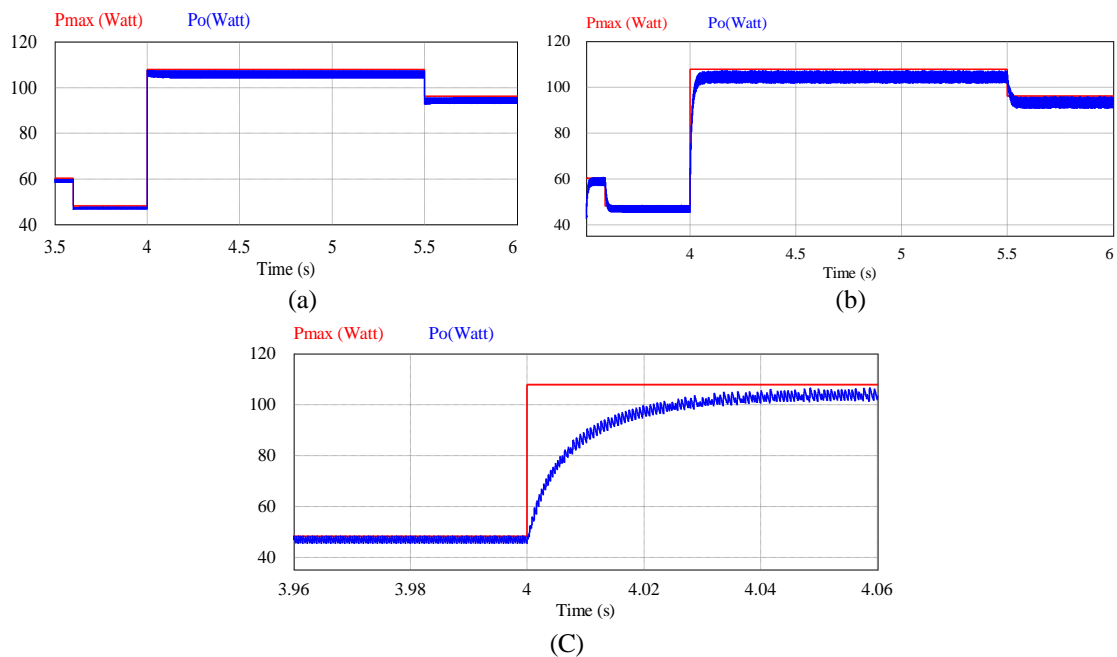 Pmax (Watt) Po(Watt)
120
100
80
60
40
3.5 4 4.5 5 5.5 6
Time (s)
(a)
Pmax (Watt) Po(Watt)
120
100
80
60
40
4 4.5 5 5.5 6
Time (s)
(b)
Pmax (Watt) Po(Watt)
120
100
80
60
40
3.96 3.98 4 4.02 4.04 4.06
Time (s)
(C)